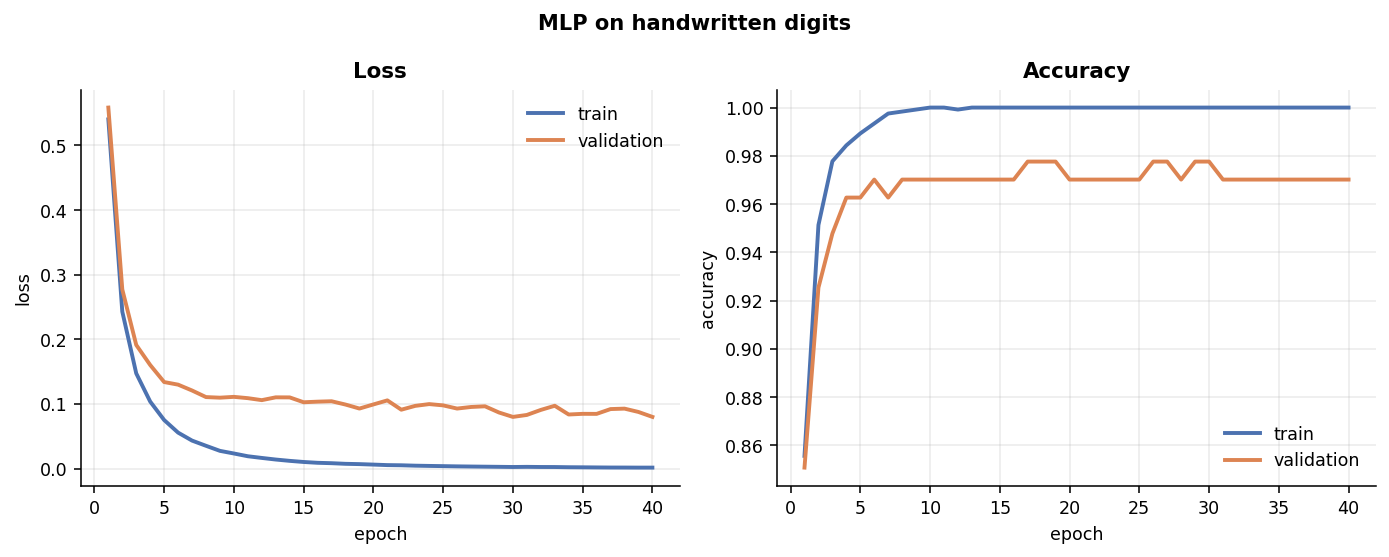 MLP on handwritten digits
Loss
train
validation
0.5
0.4
0.3
0.2
0.1
0.0
loss
0 5 10 15 20 25 30 35 40
epoch
Accuracy
1.00
0.98
0.96
0.94
0.92
0.90
0.88
0.86
accuracy
train
validation
0 5 10 15 20 25 30 35 40
epoch